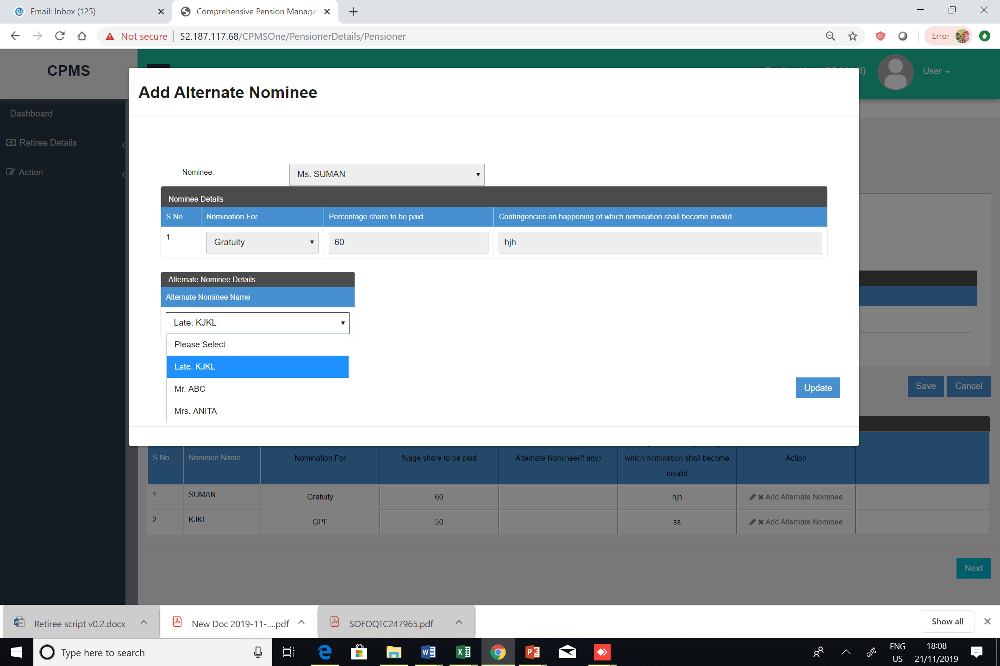 Email: Inbox (125)
Comprehensive Pension Manage
Not secure
52.187.117.68/CPMSOne/PensionerDetails/Pensioner
Error
CPMS
User
Add Alternate Nominee
Dashboard
Retiree Details
Action
Nominee:
Ms. SUMAN
Nominee Details
S.No.
Nomination For
Percentage share to be paid
Contingencies on happening of which nomination shall become invalid
1
Gratuity
60
hjh
Alternate Nominee Details
Alternate Nominee Name
Late. KJKL
Please Select
Late. KJKL
Mr. ABC
Mrs. ANITA
Update
Save
Cancel
S.No.
Nominee Name
Nomination For
%age share to be paid
Alternate Nominee(If any)
which nomination shall become
invalid
Action
1
SUMAN
Gratuity
60
hjh
Add Alternate Nominee
2
KJKL
GPF
50
ss
Add Alternate Nominee
Next
Retiree script v0.2.docx
New Doc 2019-11-....pdf
SOFOQTC247965.pdf
Show all
Type here to search
ENG
US
18:08
21/11/2019